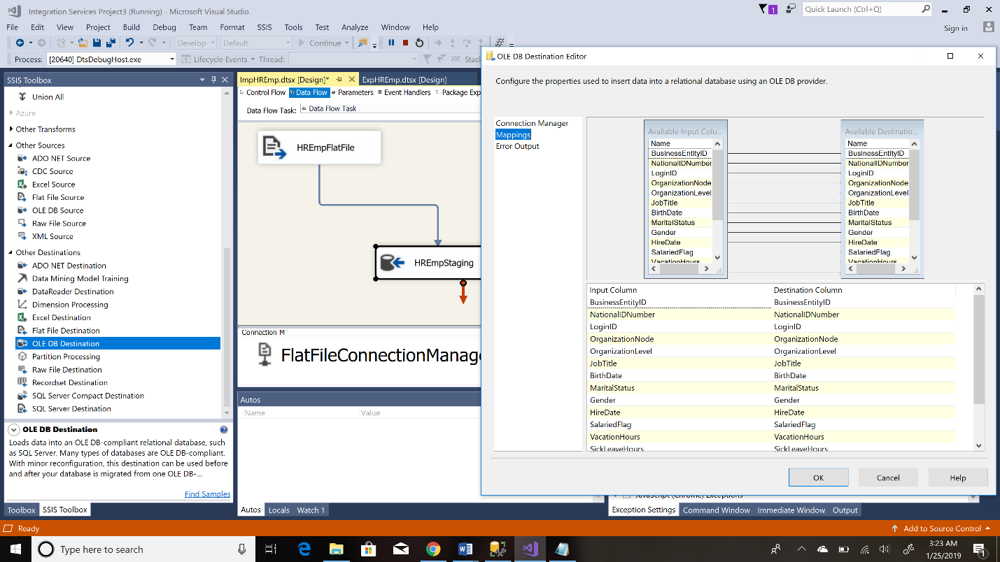 Integration Services Project3 (Running) - Microsoft Visual Studio
1
Quick Launch (Ctrl+Q)
File Edit View Project Build Debug Team Format SSIS Tools Test Analyze Window Help
Sign in
Develop Default Continue
Process: [20640] DtsDebugHost.exe Lifecycle Events Thread: Stack
SSIS Toolbox
Union All
Azure
Other Transforms
Other Sources
ADO NET Source
CDC Source
Excel Source
Flat File Source
OLE DB Source
Raw File Source
XML Source
Other Destinations
ADO NET Destination
Data Mining Model Training
DataReader Destination
Dimension Processing
Excel Destination
Flat File Destination
OLE DB Destination
Partition Processing
Raw File Destination
Recordset Destination
SQL Server Compact Destination
SQL Server Destination
OLE DB Destination
Loads data into an OLE DB-compliant relational database, such
as SQL Server. Many types of databases are OLE DB-compliant.
With minor reconfiguration, this destination can be used before
and after your database is migrated from one OLE DB-...
Find Samples
Toolbox SSIS Toolbox
ImpHREmp.dtsx [Design]* ExpHREmp.dtsx [Design]
Control Flow Data Flow Parameters Event Handlers Package Exp
Data Flow Task: Data Flow Task
HREmpFlatFile
HREmpStaging
Connection M
FlatFileConnectionManage
Autos
Name Value
Autos Locals Watch 1
OLE DB Destination Editor
Configure the properties used to insert data into a relational database using an OLE DB provider.
Connection Manager
Mappings
Error Output
Available Input Colu...
Name
BusinessEntityID
NationalIDNumber
LoginID
OrganizationNode
OrganizationLevel
JobTitle
BirthDate
MaritalStatus
Gender
HireDate
SalariedFlag
VacationHours
Available Destinatio...
Name
BusinessEntityID
NationalIDNumber
LoginID
OrganizationNode
OrganizationLevel
JobTitle
BirthDate
MaritalStatus
Gender
HireDate
SalariedFlag
VacationHours
Input Column Destination Column
BusinessEntityID BusinessEntityID
NationalIDNumber NationalIDNumber
LoginID LoginID
OrganizationNode OrganizationNode
OrganizationLevel OrganizationLevel
JobTitle JobTitle
BirthDate BirthDate
MaritalStatus MaritalStatus
Gender Gender
HireDate HireDate
SalariedFlag SalariedFlag
VacationHours VacationHours
SickLeaveHours SickLeaveHours
OK Cancel Help
JavaScript (Chrome) Exceptions
Exception Settings Command Window Immediate Window Output
Ready
Add to Source Control
Type here to search
3:23 AM
1/25/2019
1